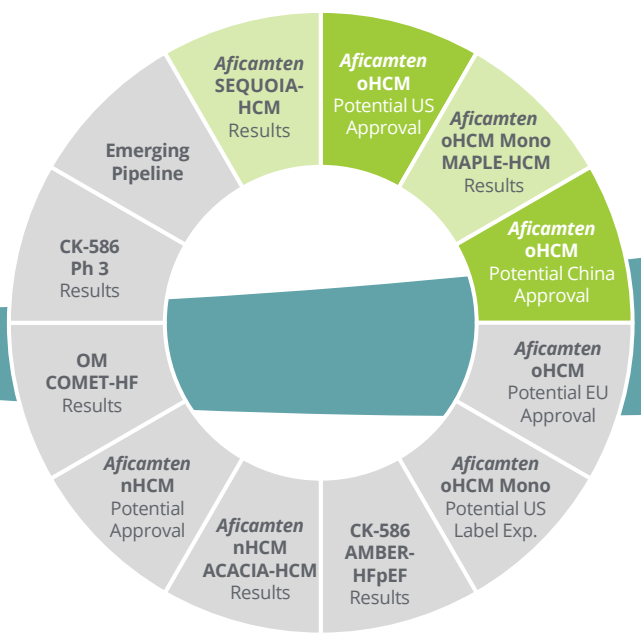 Aficamten
SEQUOIA-
HCM
Results
Aficamten
oHCM
Potential US
Approval
Aficamten
oHCM Mono
MAPLE-HCM
Results
Aficamten
oHCM
Potential China
Approval
Aficamten
oHCM
Potential EU
Approval
Aficamten
oHCM Mono
Potential US
Label Exp.
CK-586
AMBER-
HFpEF
Results
Aficamten
nHCM
ACACIA-HCM
Results
Aficamten
nHCM
Potential
Approval
OM
COMET-HF
Results
CK-586
Ph 3
Results
Emerging
Pipeline